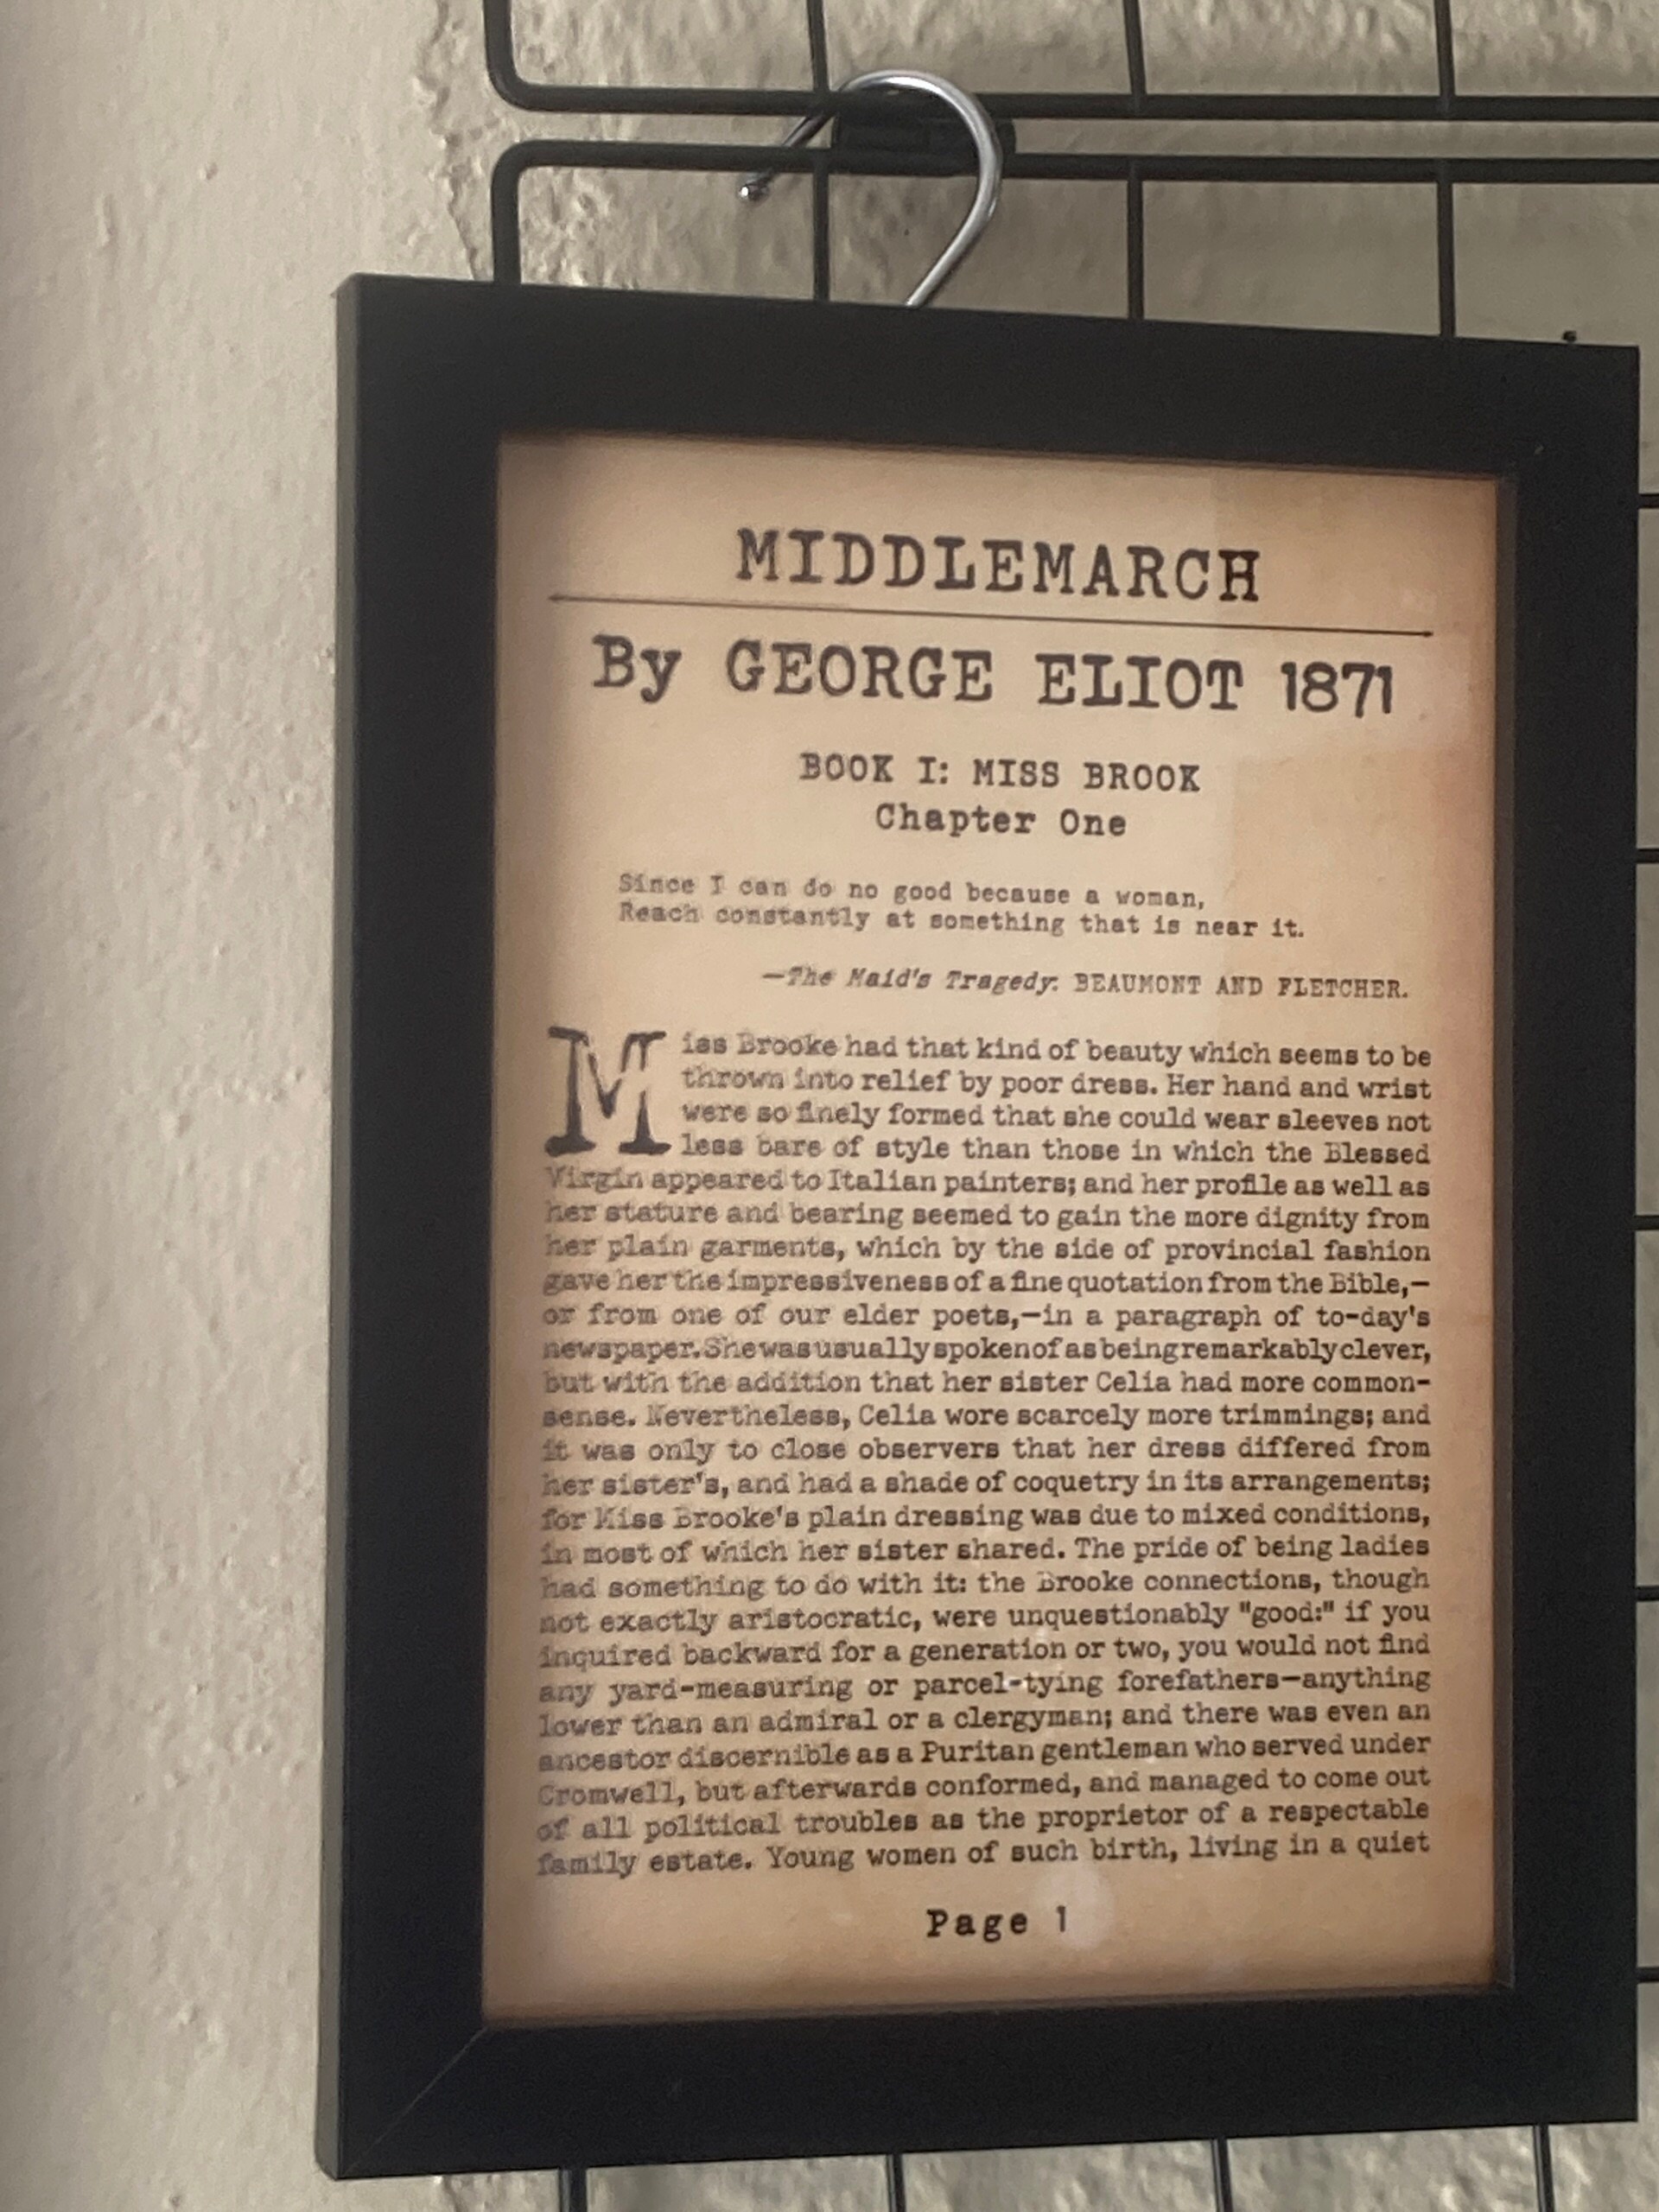 MIDDLEMARCH
By GEORGE ELIOT 1871
BOOK I: MISS BROOK
Chapter One
Since I can do no good because a woman,
Reach constantly at something that is near it.
—The Maid's Tragedy: BEAUMONT AND FLETCHER.
Miss Brooke had that kind of beauty which seems to be
thrown into relief by poor dress. Her hand and wrist
were so finely formed that she could wear sleeves not
less bare of style than those in which the Blessed
Virgin appeared to Italian painters; and her profile as well as
her stature and bearing seemed to gain the more dignity from
her plain garments, which by the side of provincial fashion
gave her the impressiveness of a fine quotation from the Bible,—
or from one of our elder poets,—in a paragraph of to-day's
newspaper. She was usually spoken of as being remarkably clever,
but with the addition that her sister Celia had more common-
sense. Nevertheless, Celia wore scarcely more trimmings; and
it was only to close observers that her dress differed from
her sister's, and had a shade of coquetry in its arrangements;
for Miss Brooke's plain dressing was due to mixed conditions,
in most of which her sister shared. The pride of being ladies
had something to do with it: the Brooke connections, though
not exactly aristocratic, were unquestionably "good:" if you
inquired backward for a generation or two, you would not find
any yard-measuring or parcel-tying forefathers—anything
lower than an admiral or a clergyman; and there was even an
ancestor discernible as a Puritan gentleman who served under
Cromwell, but afterwards conformed, and managed to come out
of all political troubles as the proprietor of a respectable
family estate. Young women of such birth, living in a quiet
Page 1